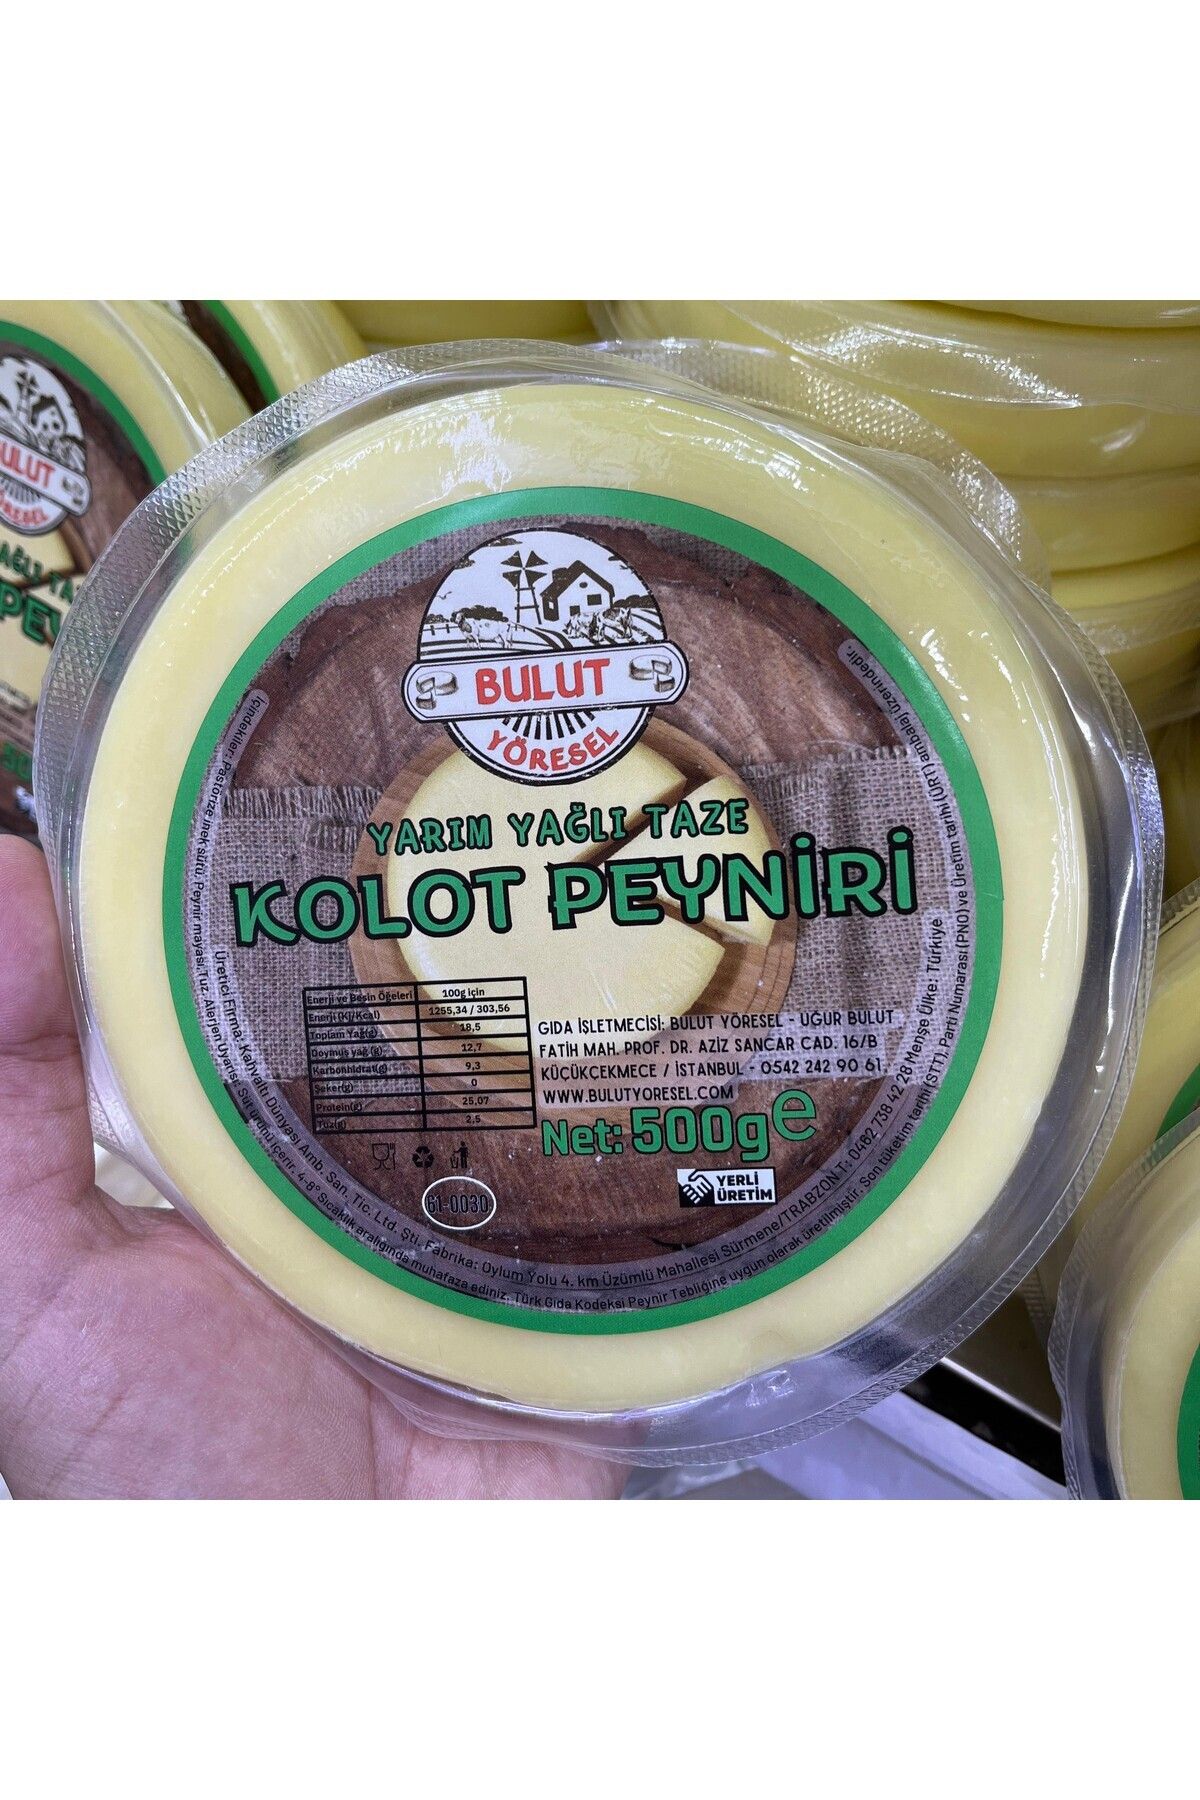 BULUT
YÖRESEL
YARIM YAĞLI TAZE
KOLOT PEYNİRİ
Enerji ve Besin Öğeleri 100g için
Enerji (Kj/Kcal) 1255,34 / 303,56
Toplam Yağ(g) 18,5
Doymuş yağ (g) 12,7
Karbonhidrat(g) 9,3
Şeker(g) 0
Protein(g) 25,07
Tuz(g) 2,5
GIDA İŞLETMECİSİ: BULUT YÖRESEL - UĞUR BULUT
FATİH MAH. PROF. DR. AZİZ SANCAR CAD. 16/B
KÜÇÜKÇEKMECE / İSTANBUL - 0542 242 90 61
WWW.BULUTYORESEL.COM
Net: 500g e
YERLİ
ÜRETİM
61-0030
Üretici Firma: Kahvaltı Dünyası Amb. San. Tic. Ltd. Şti. Fabrika: Oylum Yolu 4. km Üzümlü Mahallesi Sürmene/TRABZON T: 0462 738 42 28 Menşe Ülke: Türkiye
İçindekiler: Pastörize inek sütü, Peynir mayası, Tuz. Alerjen Uyarısı: Süt ürünü içerir. 4-8° Sıcaklık aralığında muhafaza ediniz. Türk Gıda Kodeksi Peynir Tebliğine uygun olarak üretilmiştir. Son tüketim tarihi (STT), Parti Numarası (PNO) ve Üretim tarihi (ÜRT) ambalaj üzerindedir.
BULUT